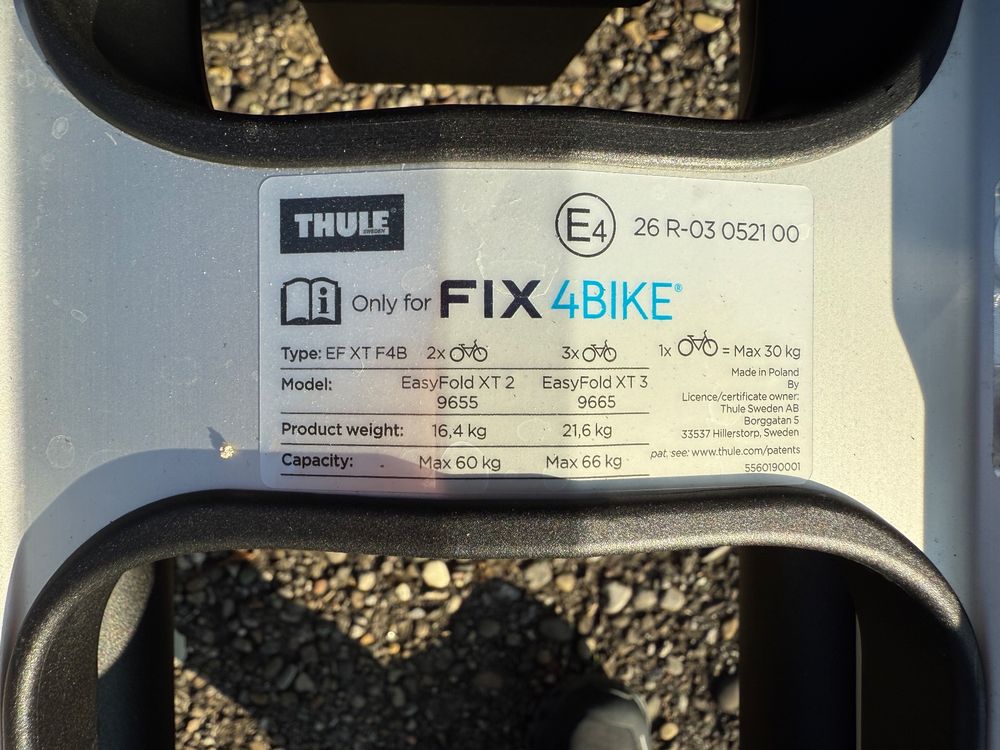 THULE
SWEDEN
E4
26 R-03 0521 00
i Only for FIX 4BIKE®
Type: EF XT F4B 2x 3x 1x = Max 30 kg
Model: EasyFold XT 2 EasyFold XT 3
9655 9665
Product weight: 16,4 kg 21,6 kg
Capacity: Max 60 kg Max 66 kg
Made in Poland
By
Licence/certificate owner:
Thule Sweden AB
Borggatan 5
33537 Hillerstorp, Sweden
pat. see: www.thule.com/patents
5560190001